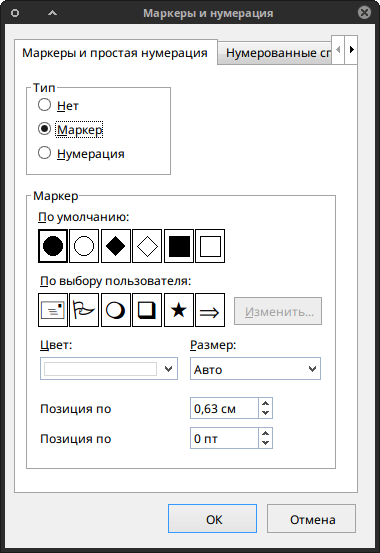 Маркеры и нумерация
Маркеры и простая нумерация
Нумерованные сп
Тип
Нет
Маркер
Нумерация
Маркер
По умолчанию:
По выбору пользователя:
Изменить...
Цвет: Размер:
Авто
Позиция по 0,63 см
Позиция по 0 пт
ОК Отмена